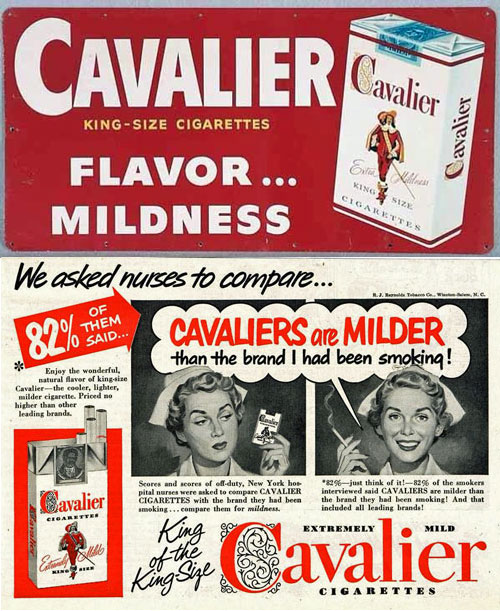 CAVALIER
KING-SIZE CIGARETTES
FLAVOR...
MILDNESS
Cavalier
Extra Mildness
KING SIZE
CIGARETTES
Cavalier
We asked nurses to compare...
R. J. Reynolds Tobacco Co., Winston-Salem, N. C.
82% OF
THEM
SAID...
CAVALIERS are MILDER
than the brand I had been smoking!
* Enjoy the wonderful,
natural flavor of king-size
Cavalier—the cooler, lighter,
milder cigarette. Priced no
higher than other
leading brands.
Cavalier
Cavalier
CIGARETTES
Extremely Mild
KING SIZE
Cavalier
Scores and scores of off-duty, New York hos-
pital nurses were asked to compare CAVALIER
CIGARETTES with the brand they had been
smoking...compare them for mildness.
*82%—just think of it!—82% of the smokers
interviewed said CAVALIERS are milder than
the brand they had been smoking! And that
included all leading brands!
King
of the
King-Size
EXTREMELY MILD
Cavalier
CIGARETTES